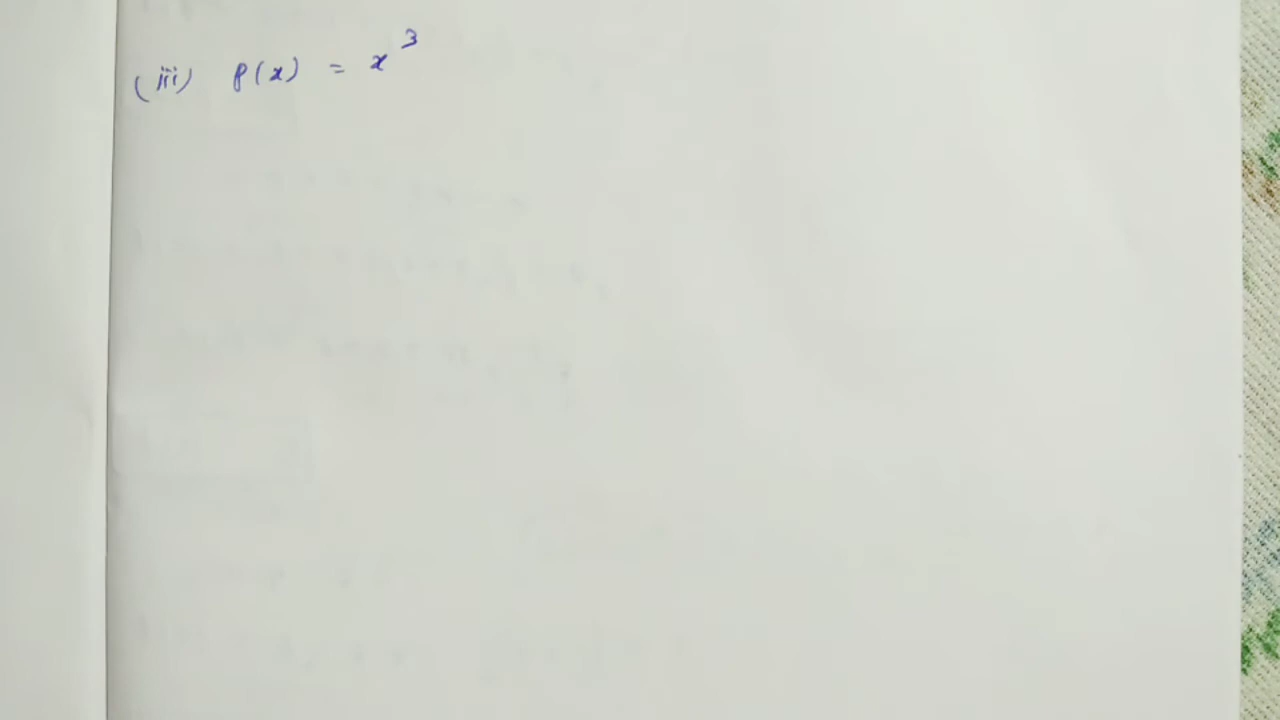 (iii) p(x) = x³